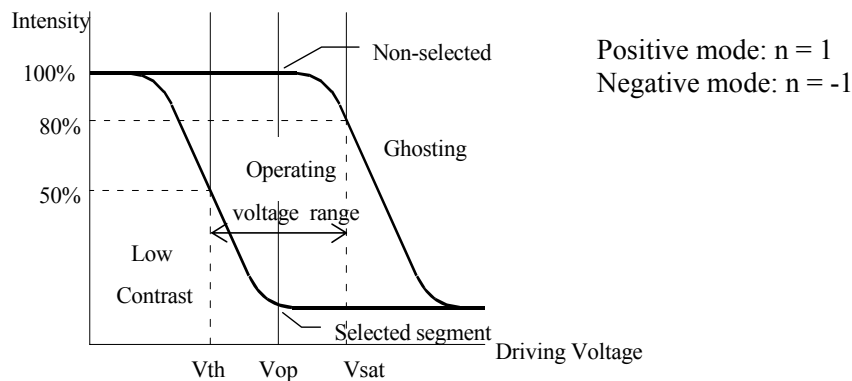 Intensity
Non-selected
Positive mode: n = 1
Negative mode: n = -1
100%
80%
Ghosting
Operating
50%
voltage range
Low
Contrast
Selected segment
Driving Voltage
Vth
Vop
Vsat